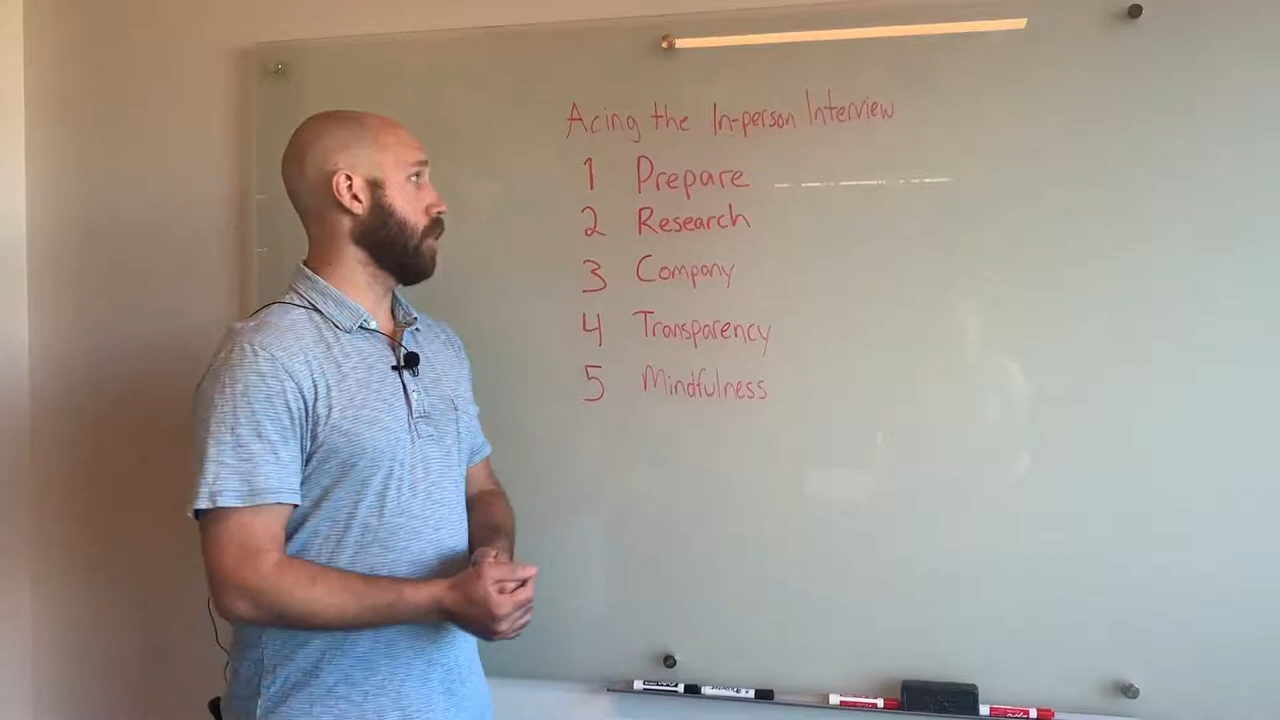 Acing the In-person Interview
1 Prepare
2 Research
3 Company
4 Transparency
5 Mindfulness